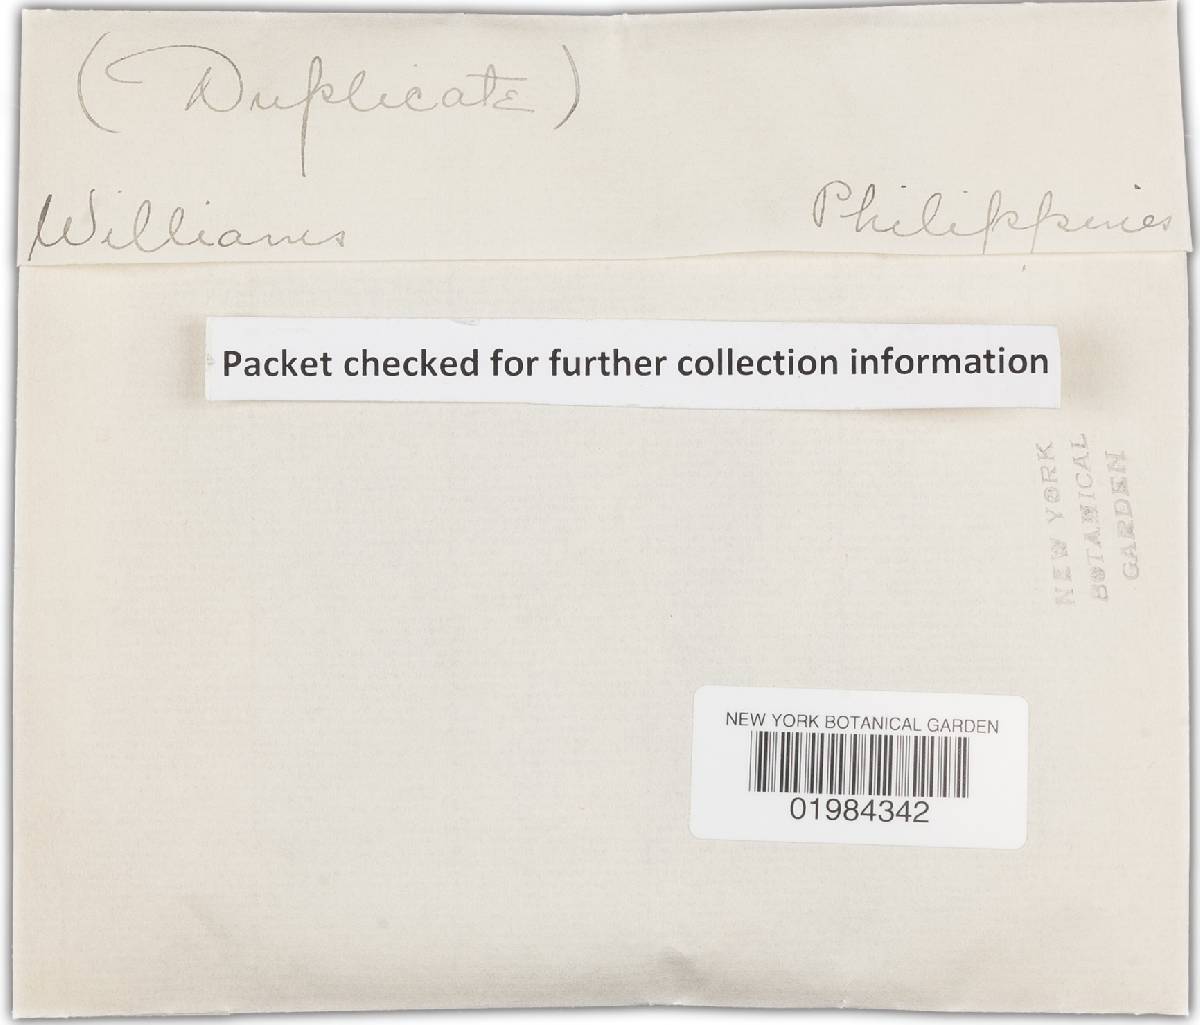 (Duplicate)
Williams
Philippines
Packet checked for further collection information
NEW YORK
BOTANICAL
GARDEN
NEW YORK BOTANICAL GARDEN
01984342